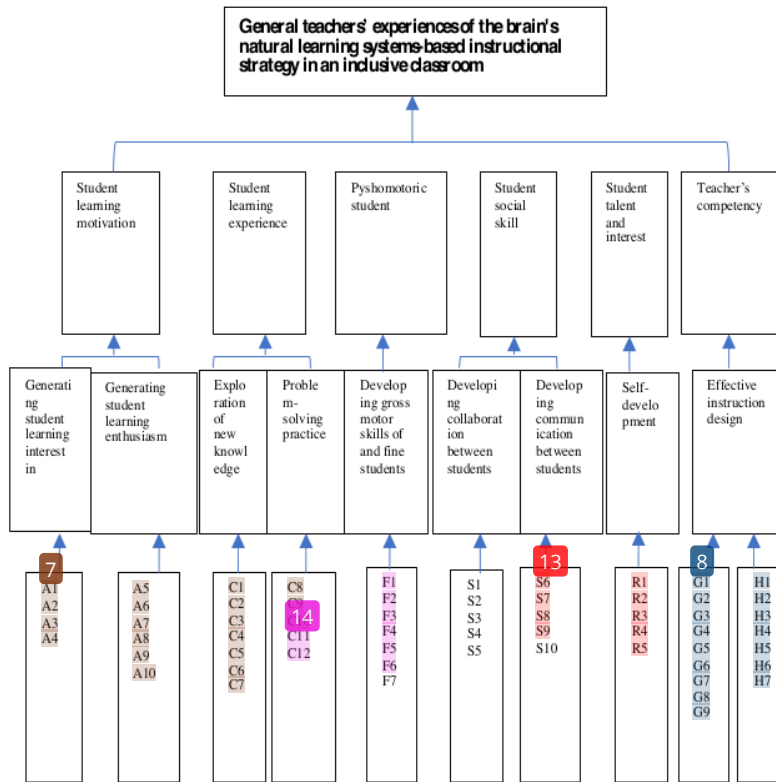 General teachers' experiences of the brain's
natural learning systems-based instructional
strategy in an inclusive classroom
Student
learning
motivation
Student
learning
experience
Pyshomotoric
student
Student
social
skill
Student
talent
and
interest
Teacher's
competency
Generati
ng
student
learning
interest
in
Generating
student
learning
enthusiasm
Explo
ration
of
new
knowl
edge
Proble
m-
solving
practice
Develop
ing gross
motor
skills of
and fine
students
Developi
ng
collaborat
ion
between
students
Develop
ing
commun
ication
between
students
Self-
develo
pment
Effective
instruction
design
7
A1
A2
A3
A4
A5
A6
A7
A8
A9
A10
C1
C2
C3
C4
C5
C6
C7
C8
C9
14
C11
C12
F1
F2
F3
F4
F5
F6
F7
S1
S2
S3
S4
S5
13
S6
S7
S8
S9
S10
R1
R2
R3
R4
R5
8
G1
G2
G3
G4
G5
G6
G7
G8
G9
H1
H2
H3
H4
H5
H6
H7